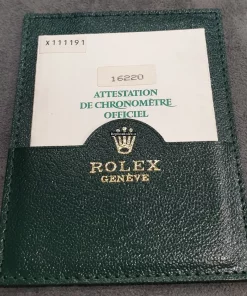 X111191
16220
ATTESTATION
DE CHRONOMÈTRE
OFFICIEL
ROLEX
GENÈVE